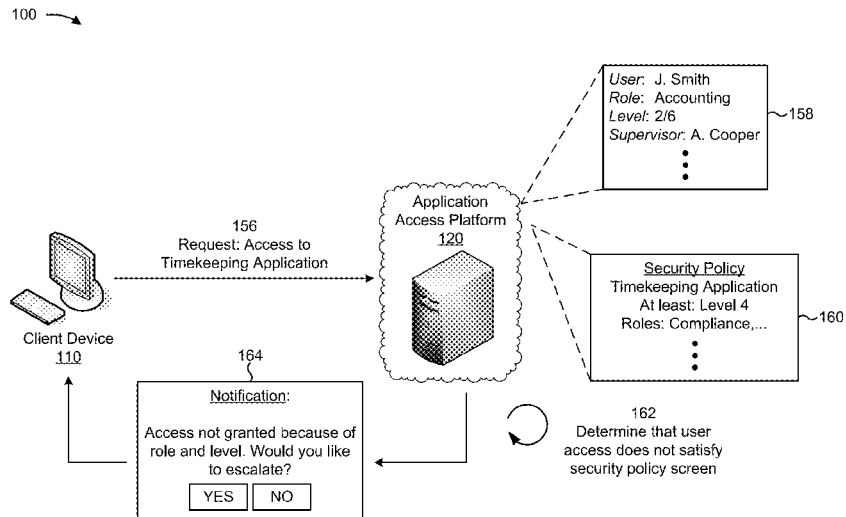 100
User: J. Smith
Role: Accounting
Level: 2/6
Supervisor: A. Cooper
158
Application
Access Platform
120
156
Request: Access to
Timekeeping Application
Client Device
110
Security Policy
Timekeeping Application
At least: Level 4
Roles: Compliance,...
160
164
Notification:
Access not granted because of
role and level. Would you like
to escalate?
YES
NO
162
Determine that user
access does not satisfy
security policy screen